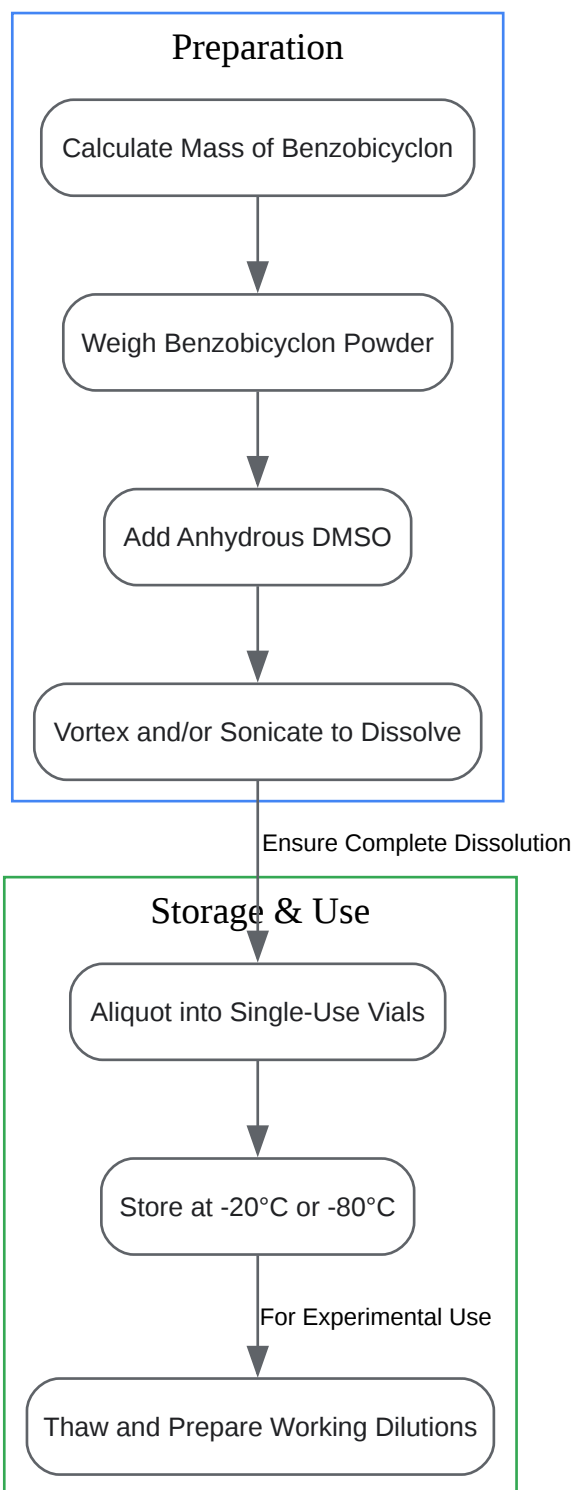 Preparation
Calculate Mass of Benzobicyclon
Weigh Benzobicyclon Powder
Add Anhydrous DMSO
Vortex and/or Sonicate to Dissolve
Ensure Complete Dissolution
Storage & Use
Aliquot into Single-Use Vials
Store at -20°C or -80°C
For Experimental Use
Thaw and Prepare Working Dilutions